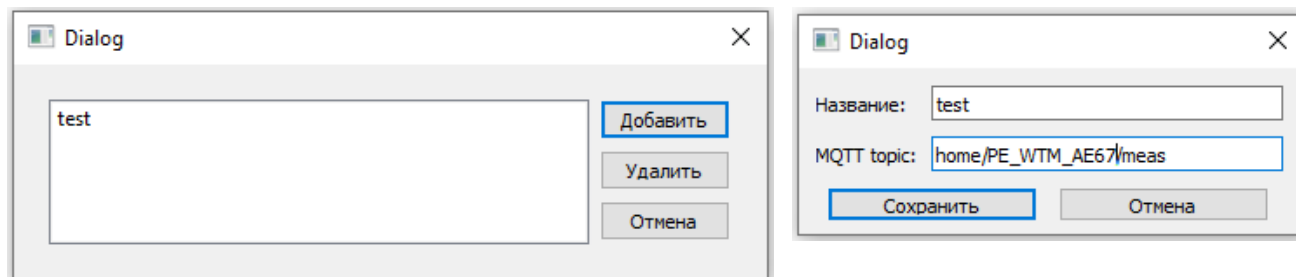 Dialog
test
Добавить
Удалить
Отмена
Dialog
Название: test
MQTT topic: home/PE_WTM_AE67/meas
Сохранить Отмена